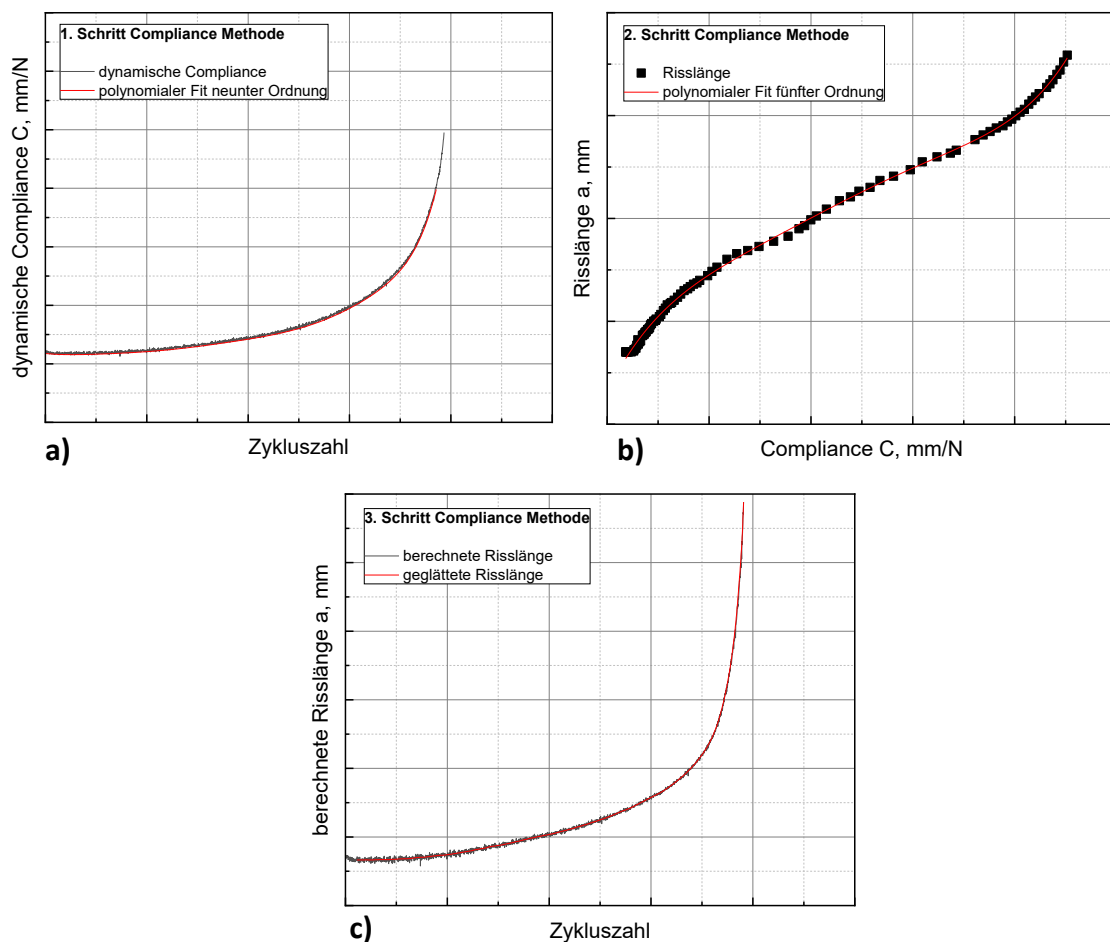 1. Schritt Compliance Methode
dynamische Compliance
polynomialer Fit neunter Ordnung
dynamische Compliance C, mm/N
Zykluszahl
a)
2. Schritt Compliance Methode
Risslänge
polynomialer Fit fünfter Ordnung
Risslänge a, mm
Compliance C, mm/N
b)
3. Schritt Compliance Methode
berechnete Risslänge
geglättete Risslänge
berechnete Risslänge a, mm
Zykluszahl
c)